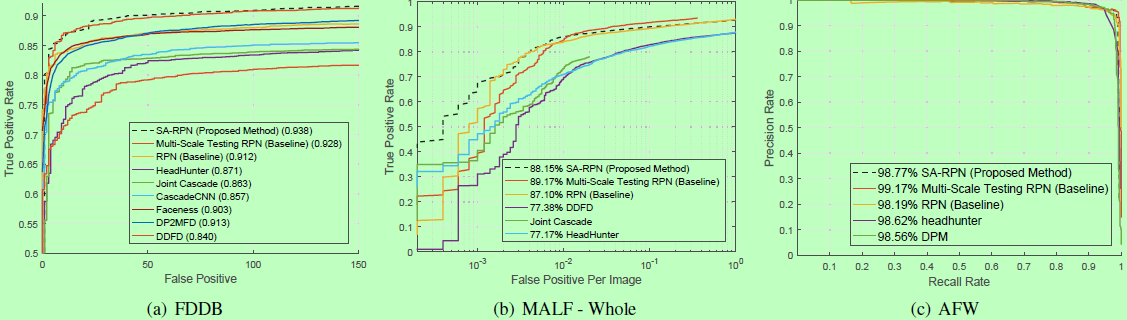 True Positive Rate
0.9
0.85
0.8
0.75
0.7
0.65
0.6
0.55
0.5
SA-RPN (Proposed Method) (0.938)
Multi-Scale Testing RPN (Baseline) (0.928)
RPN (Baseline) (0.912)
HeadHunter (0.871)
Joint Cascade (0.863)
CascadeCNN (0.857)
Faceness (0.903)
DP2MFD (0.913)
DDFD (0.840)
0 50 100 150
False Positive
(a) FDDB
True Positive Rate
1
0.9
0.8
0.7
0.6
0.5
0.4
0.3
0.2
0.1
0
88.15% SA-RPN (Proposed Method)
89.17% Multi-Scale Testing RPN (Baseline)
87.10% RPN (Baseline)
77.38% DDFD
Joint Cascade
77.17% HeadHunter
10⁻³ 10⁻² 10⁻¹ 10⁰
False Positive Per Image
(b) MALF - Whole
Precision Rate
1
0.9
0.8
0.7
0.6
0.5
0.4
0.3
0.2
0.1
0
98.77% SA-RPN (Proposed Method)
99.17% Multi-Scale Testing RPN (Baseline)
98.19% RPN (Baseline)
98.62% headhunter
98.56% DPM
0.1 0.2 0.3 0.4 0.5 0.6 0.7 0.8 0.9 1
Recall Rate
(c) AFW